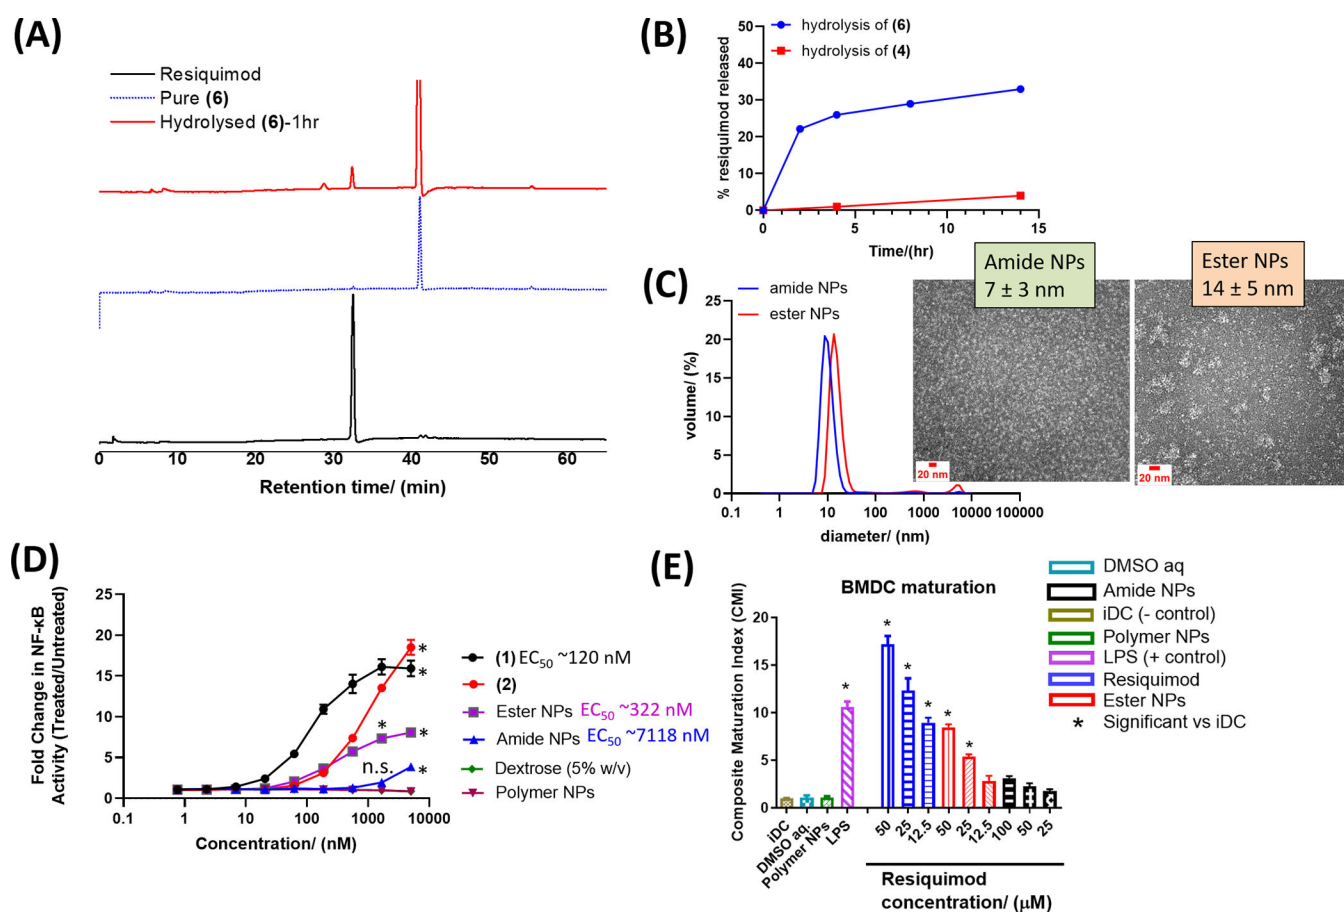 (A)
Resiquimod
Pure (6)
Hydrolysed (6)-1hr
0 10 20 30 40 50 60
Retention time/ (min)
(B)
hydrolysis of (6)
hydrolysis of (4)
50
40
30
20
10
0
% resiquimod released
0 5 10 15
Time/(hr)
(C)
amide NPs
ester NPs
25
20
15
10
5
0
volume/ (%)
0.1 1 10 100 1000 10000 100000
diameter/ (nm)
Amide NPs
7 ± 3 nm
20 nm
Ester NPs
14 ± 5 nm
20 nm
(D)
Fold Change in NF-κB
Activity (Treated/Untreated)
25
20
15
10
5
0
0.1 1 10 100 1000 10000
Concentration/ (nM)
n.s.
*
*
*
*
*
(1) EC50 ~120 nM
(2)
Ester NPs EC50 ~322 nM
Amide NPs EC50 ~7118 nM
Dextrose (5% w/v)
Polymer NPs
(E)
BMDC maturation
Composite Maturation Index (CMI)
20
15
10
5
0
* * * * * *
iDC
DMSO aq.
Polymer NPs
LPS
50 25 12.5 50 25 12.5 100 50 25
Resiquimod
concentration/ (μM)
DMSO aq
Amide NPs
iDC (- control)
Polymer NPs
LPS (+ control)
Resiquimod
Ester NPs
* Significant vs iDC